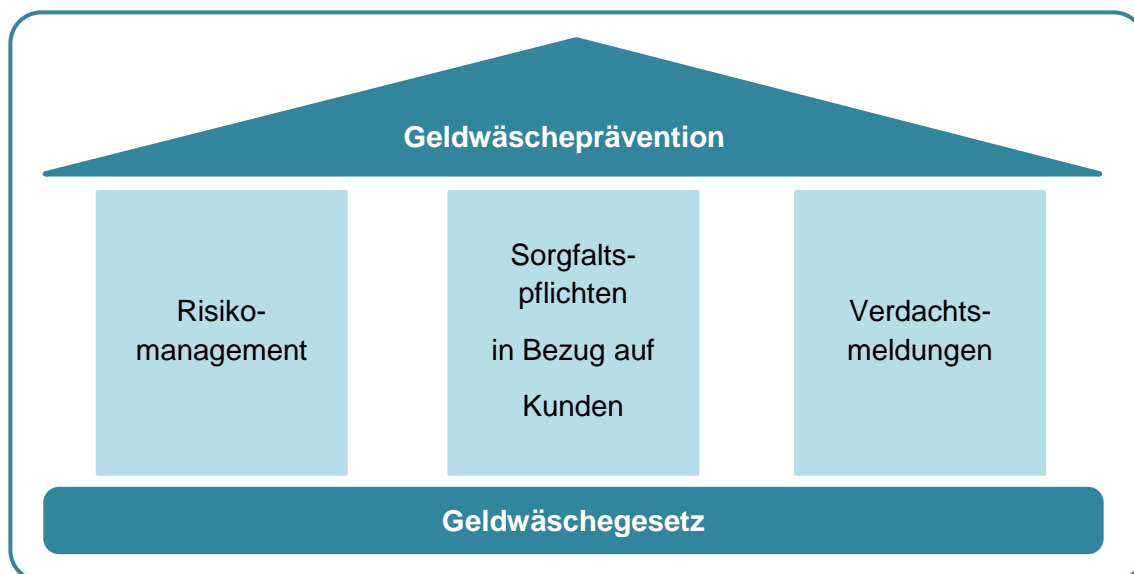 Geldwäscheprävention
Risiko-
management
Sorgfalts-
pflichten
in Bezug auf
Kunden
Verdachts-
meldungen
Geldwäschegesetz